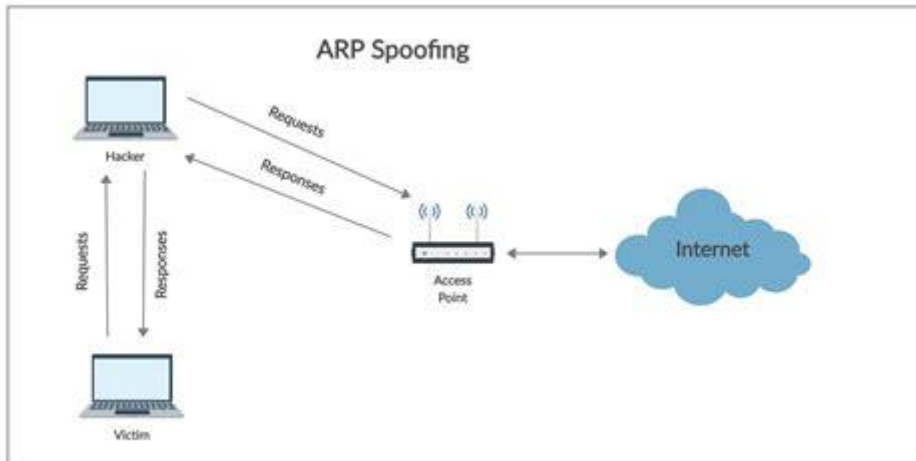 ARP Spoofing
Hacker
Requests
Responses
Requests
Responses
Access
Point
Internet
Victim